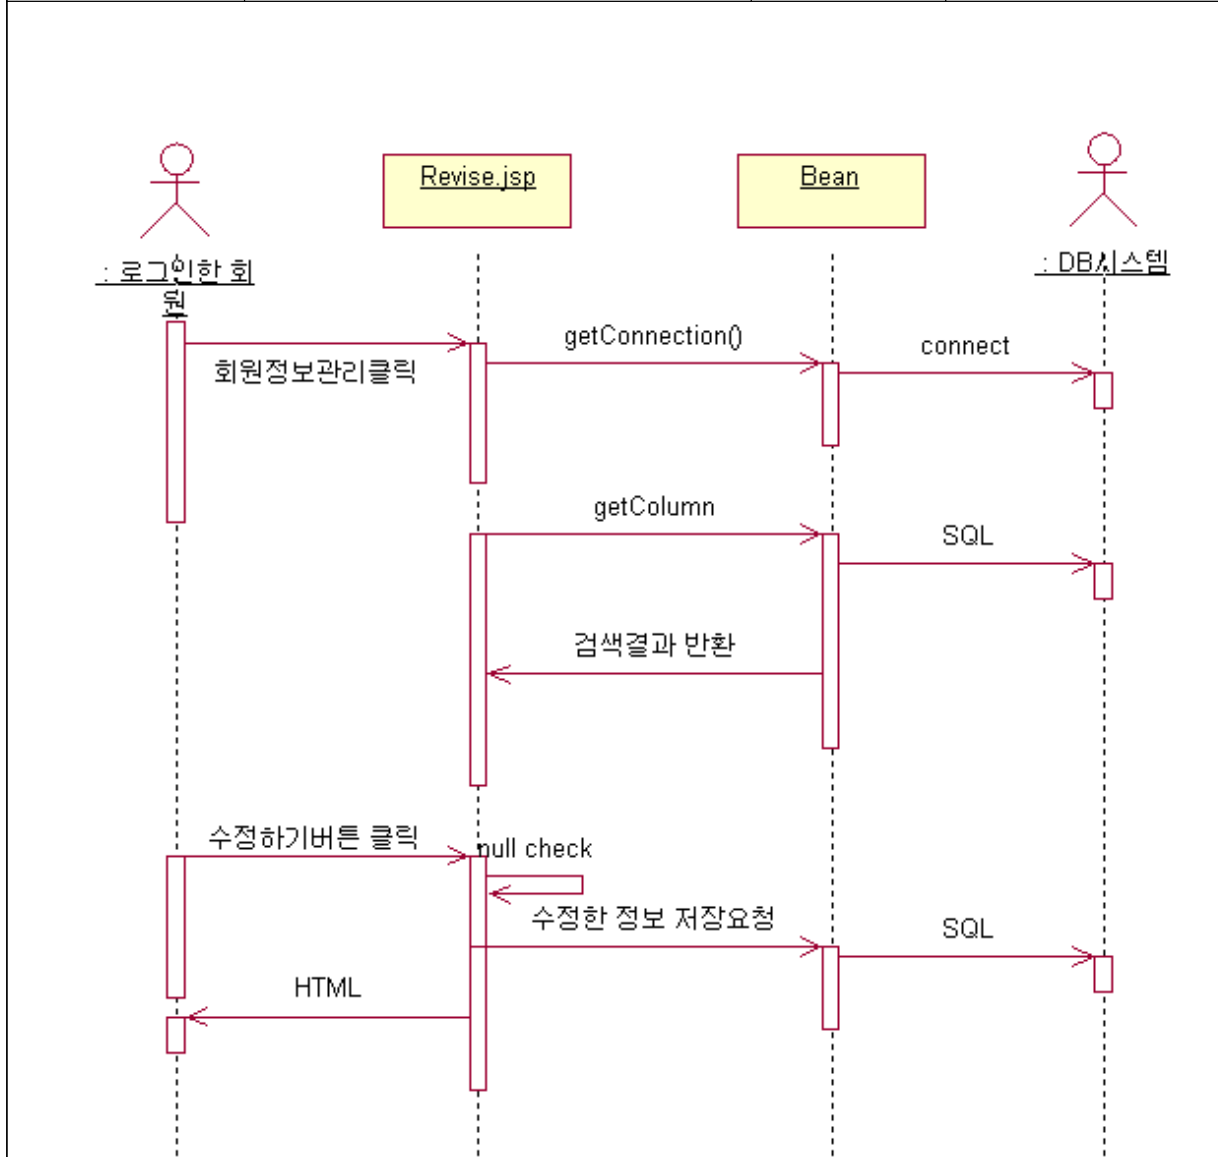 Revise.jsp
Bean
: 로그인한 회
원
: DB시스템
getConnection()
connect
회원정보관리클릭
getColumn
SQL
검색결과 반환
수정하기버튼 클릭
null check
수정한 정보 저장요청
SQL
HTML